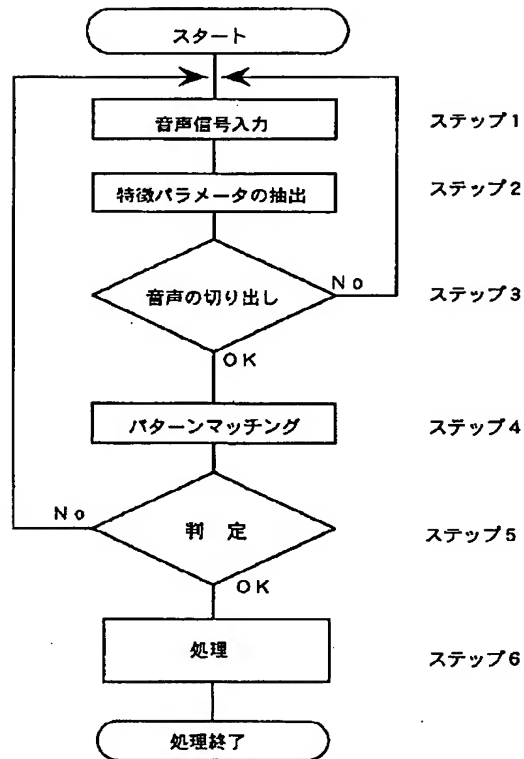 スタート
音声信号入力 ステップ1
特徴パラメータの抽出 ステップ2
音声の切り出し No ステップ3
OK
パターンマッチング ステップ4
No 判 定 ステップ5
OK
処理 ステップ6
処理終了